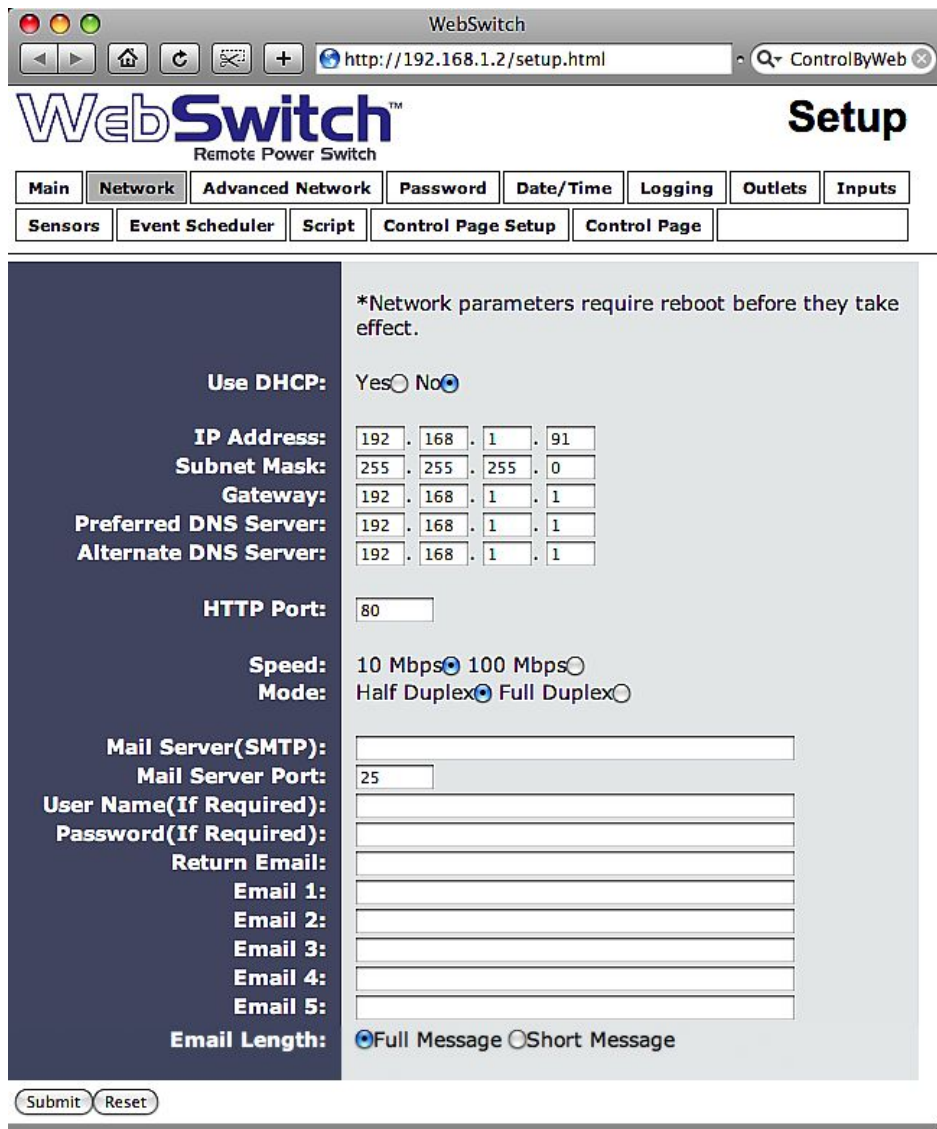 WebSwitch
http://192.168.1.2/setup.html
ControlByWeb
WebSwitch™
Remote Power Switch
Setup
Main Network Advanced Network Password Date/Time Logging Outlets Inputs
Sensors Event Scheduler Script Control Page Setup Control Page
*Network parameters require reboot before they take
effect.
Use DHCP: Yes No
IP Address: 192 . 168 . 1 . 91
Subnet Mask: 255 . 255 . 255 . 0
Gateway: 192 . 168 . 1 . 1
Preferred DNS Server: 192 . 168 . 1 . 1
Alternate DNS Server: 192 . 168 . 1 . 1
HTTP Port: 80
Speed: 10 Mbps 100 Mbps
Mode: Half Duplex Full Duplex
Mail Server(SMTP):
Mail Server Port: 25
User Name(If Required):
Password(If Required):
Return Email:
Email 1:
Email 2:
Email 3:
Email 4:
Email 5:
Email Length: Full Message Short Message
Submit Reset